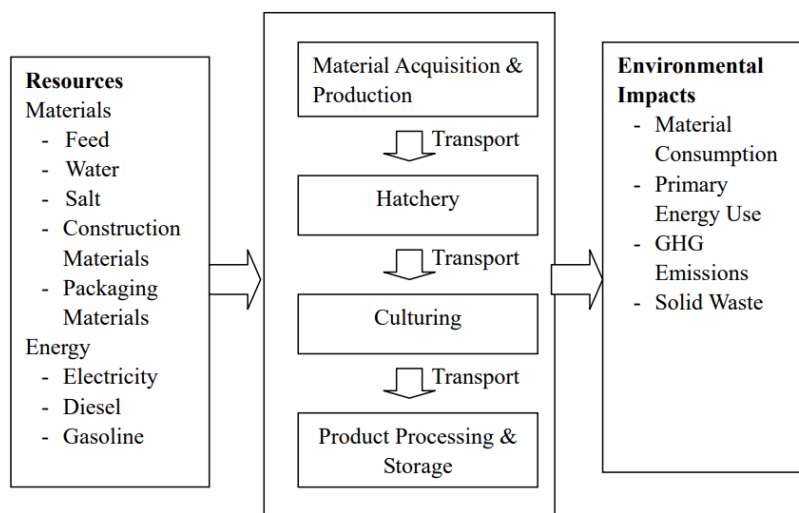 Resources
Materials
- Feed
- Water
- Salt
- Construction
Materials
- Packaging
Materials
Energy
- Electricity
- Diesel
- Gasoline
Material Acquisition &
Production
Transport
Hatchery
Transport
Culturing
Transport
Product Processing &
Storage
Environmental
Impacts
- Material
Consumption
- Primary
Energy Use
- GHG
Emissions
- Solid Waste